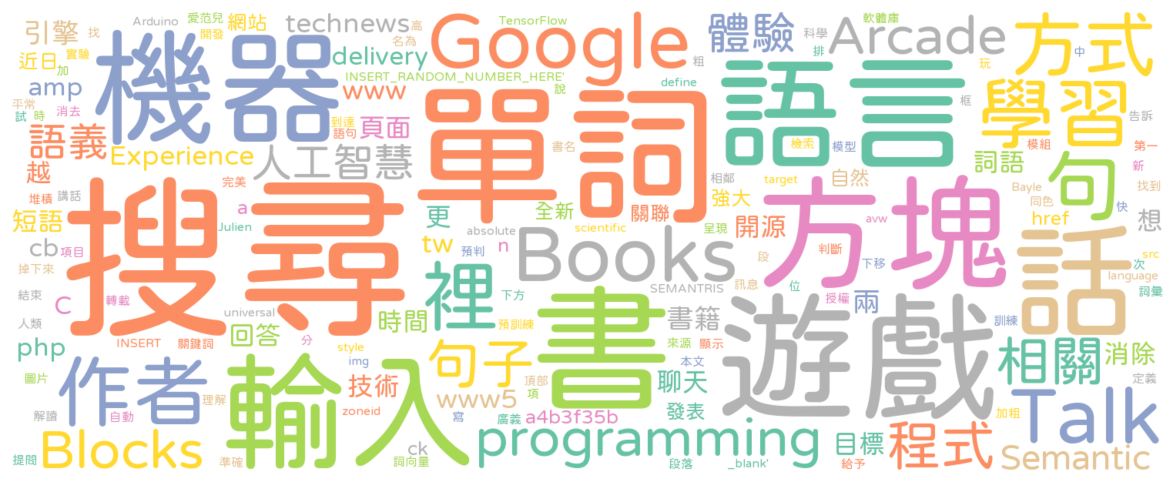 Arduino 愛范兒 網站 technews 高 TensorFlow 體驗 軟體庫 科學 方式
引擎 找 開發 名為 Google 排 Arcade 中
近日 實驗 加 機器 delivery 粗 玩
amp INSERT_RANDOM_NUMBER_HERE' 說 define 語言 學習
平常 www 單詞 框 告訴
試 時 消去 到達 語句 頁面 書名 檢索 模型 模組 第一
語義 Experience 人工智慧 詞語 新
越 完美 相鄰 target 自然 句 找到
堆積 講話 強大 Bayle 同色
短語 a 更 全新 關聯 方塊 href 快 想
Julien absolute scientific 開源 呈現 avw
cb 項目 搜尋 tw 預判 n Books 判斷 下移 話 src
掉下來 段 次 language
結束 C 轉載 裡 下方 SEMANTRIS 訊息 位 授權 兩 詞彙
人類 universal 時間 預訓練 書 書籍 遊戲 訓練
php INSERT 關鍵詞 回答 分 來源 顯示 相關 消除
圖片 作者 style img 句子 頂部 本文 聊天 定義
解讀 自動 理解 輸入 技術 www5 項 發表 加粗 Talk
zoneid 寫 廣義 a4b3f35b
提問 Blocks 準確 ck 詞向量 programming 段落 _blank' 目標 給予 程式 Semantic